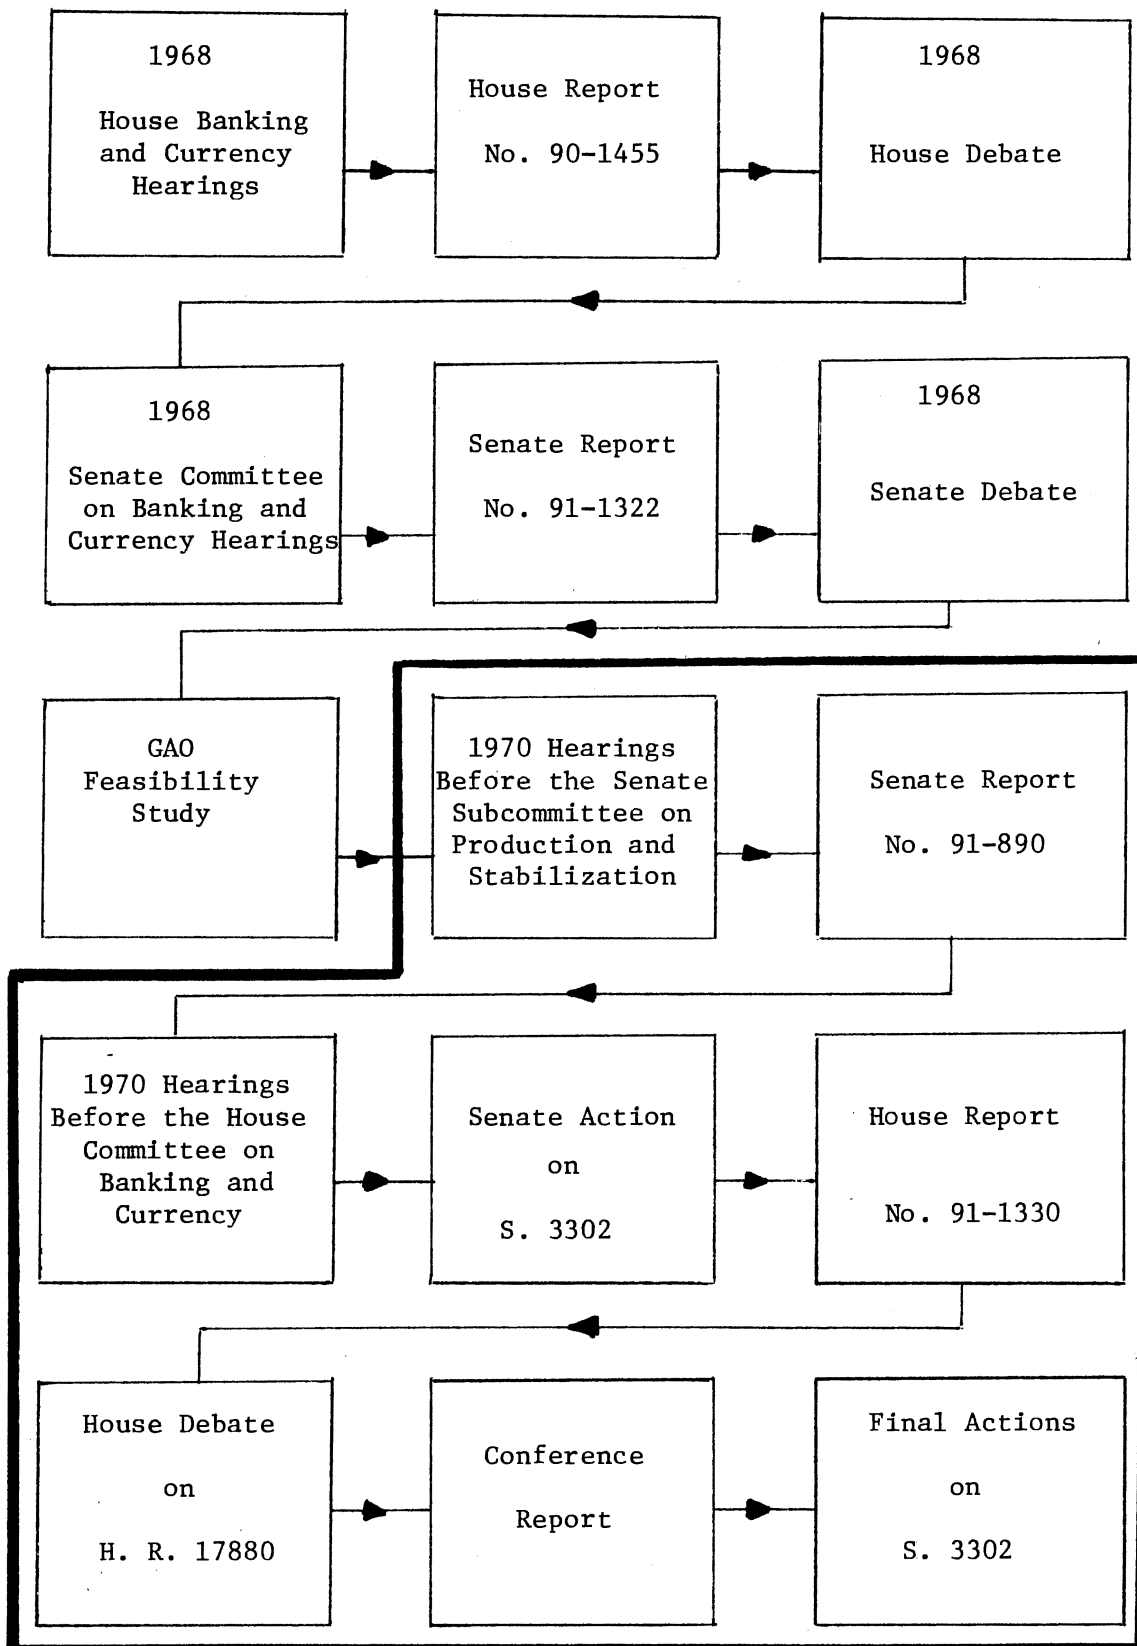 1968
House Banking
and Currency
Hearings
House Report
No. 90-1455
1968
House Debate
1968
Senate Committee
on Banking and
Currency Hearings
Senate Report
No. 91-1322
1968
Senate Debate
GAO
Feasibility
Study
1970 Hearings
Before the Senate
Subcommittee on
Production and
Stabilization
Senate Report
No. 91-890
1970 Hearings
Before the House
Committee on
Banking and
Currency
Senate Action
on
S. 3302
House Report
No. 91-1330
House Debate
on
H. R. 17880
Conference
Report
Final Actions
on
S. 3302